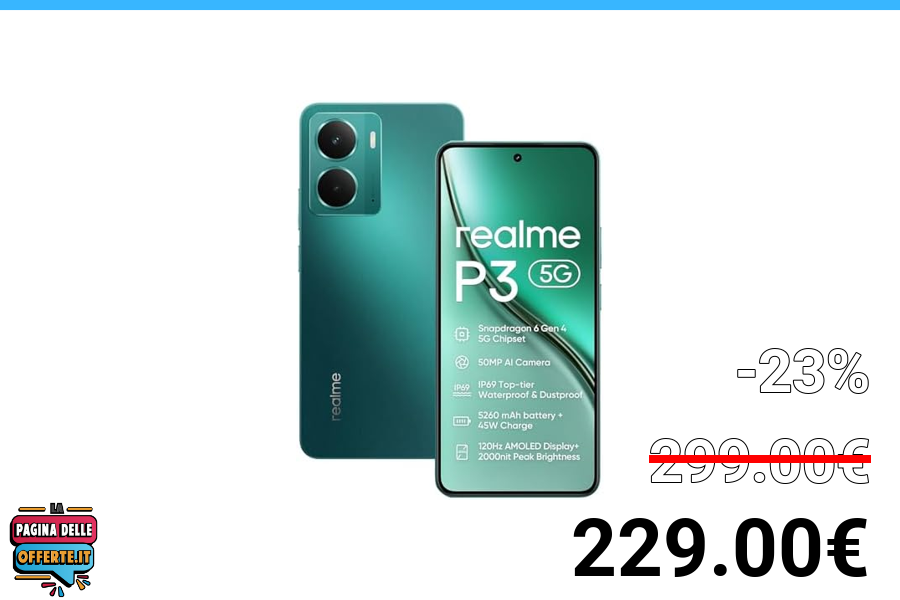 realme
realme
P3 5G
Snapdragon 6 Gen 4
5G Chipset
50MP AI Camera
IP69
IP69 Top-tier
Waterproof & Dustproof
5260 mAh battery +
45W Charge
120Hz AMOLED Display+
2000nit Peak Brightness
-23%
299.00€
229.00€
LA
PAGINA DELLE
OFFERTE.IT